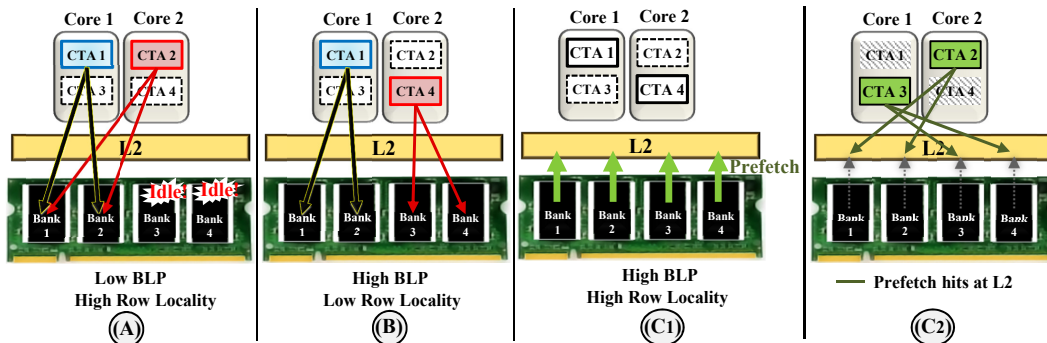 Core 1 Core 2
CTA 1 CTA 2
CTA 3 CTA 4
L2
Idle Idle
Bank 1 Bank 2 Bank 3 Bank 4
Low BLP
High Row Locality
(A)
Core 1 Core 2
CTA 1 CTA 2
CTA 3 CTA 4
L2
Bank 1 Bank 2 Bank 3 Bank 4
High BLP
Low Row Locality
(B)
Core 1 Core 2
CTA 1 CTA 2
CTA 3 CTA 4
L2
Prefetch
Bank 1 Bank 2 Bank 3 Bank 4
High BLP
High Row Locality
(C1)
Core 1 Core 2
CTA 1 CTA 2
CTA 3 CTA 4
L2
Bank 1 Bank 2 Bank 3 Bank 4
Prefetch hits at L2
(C2)